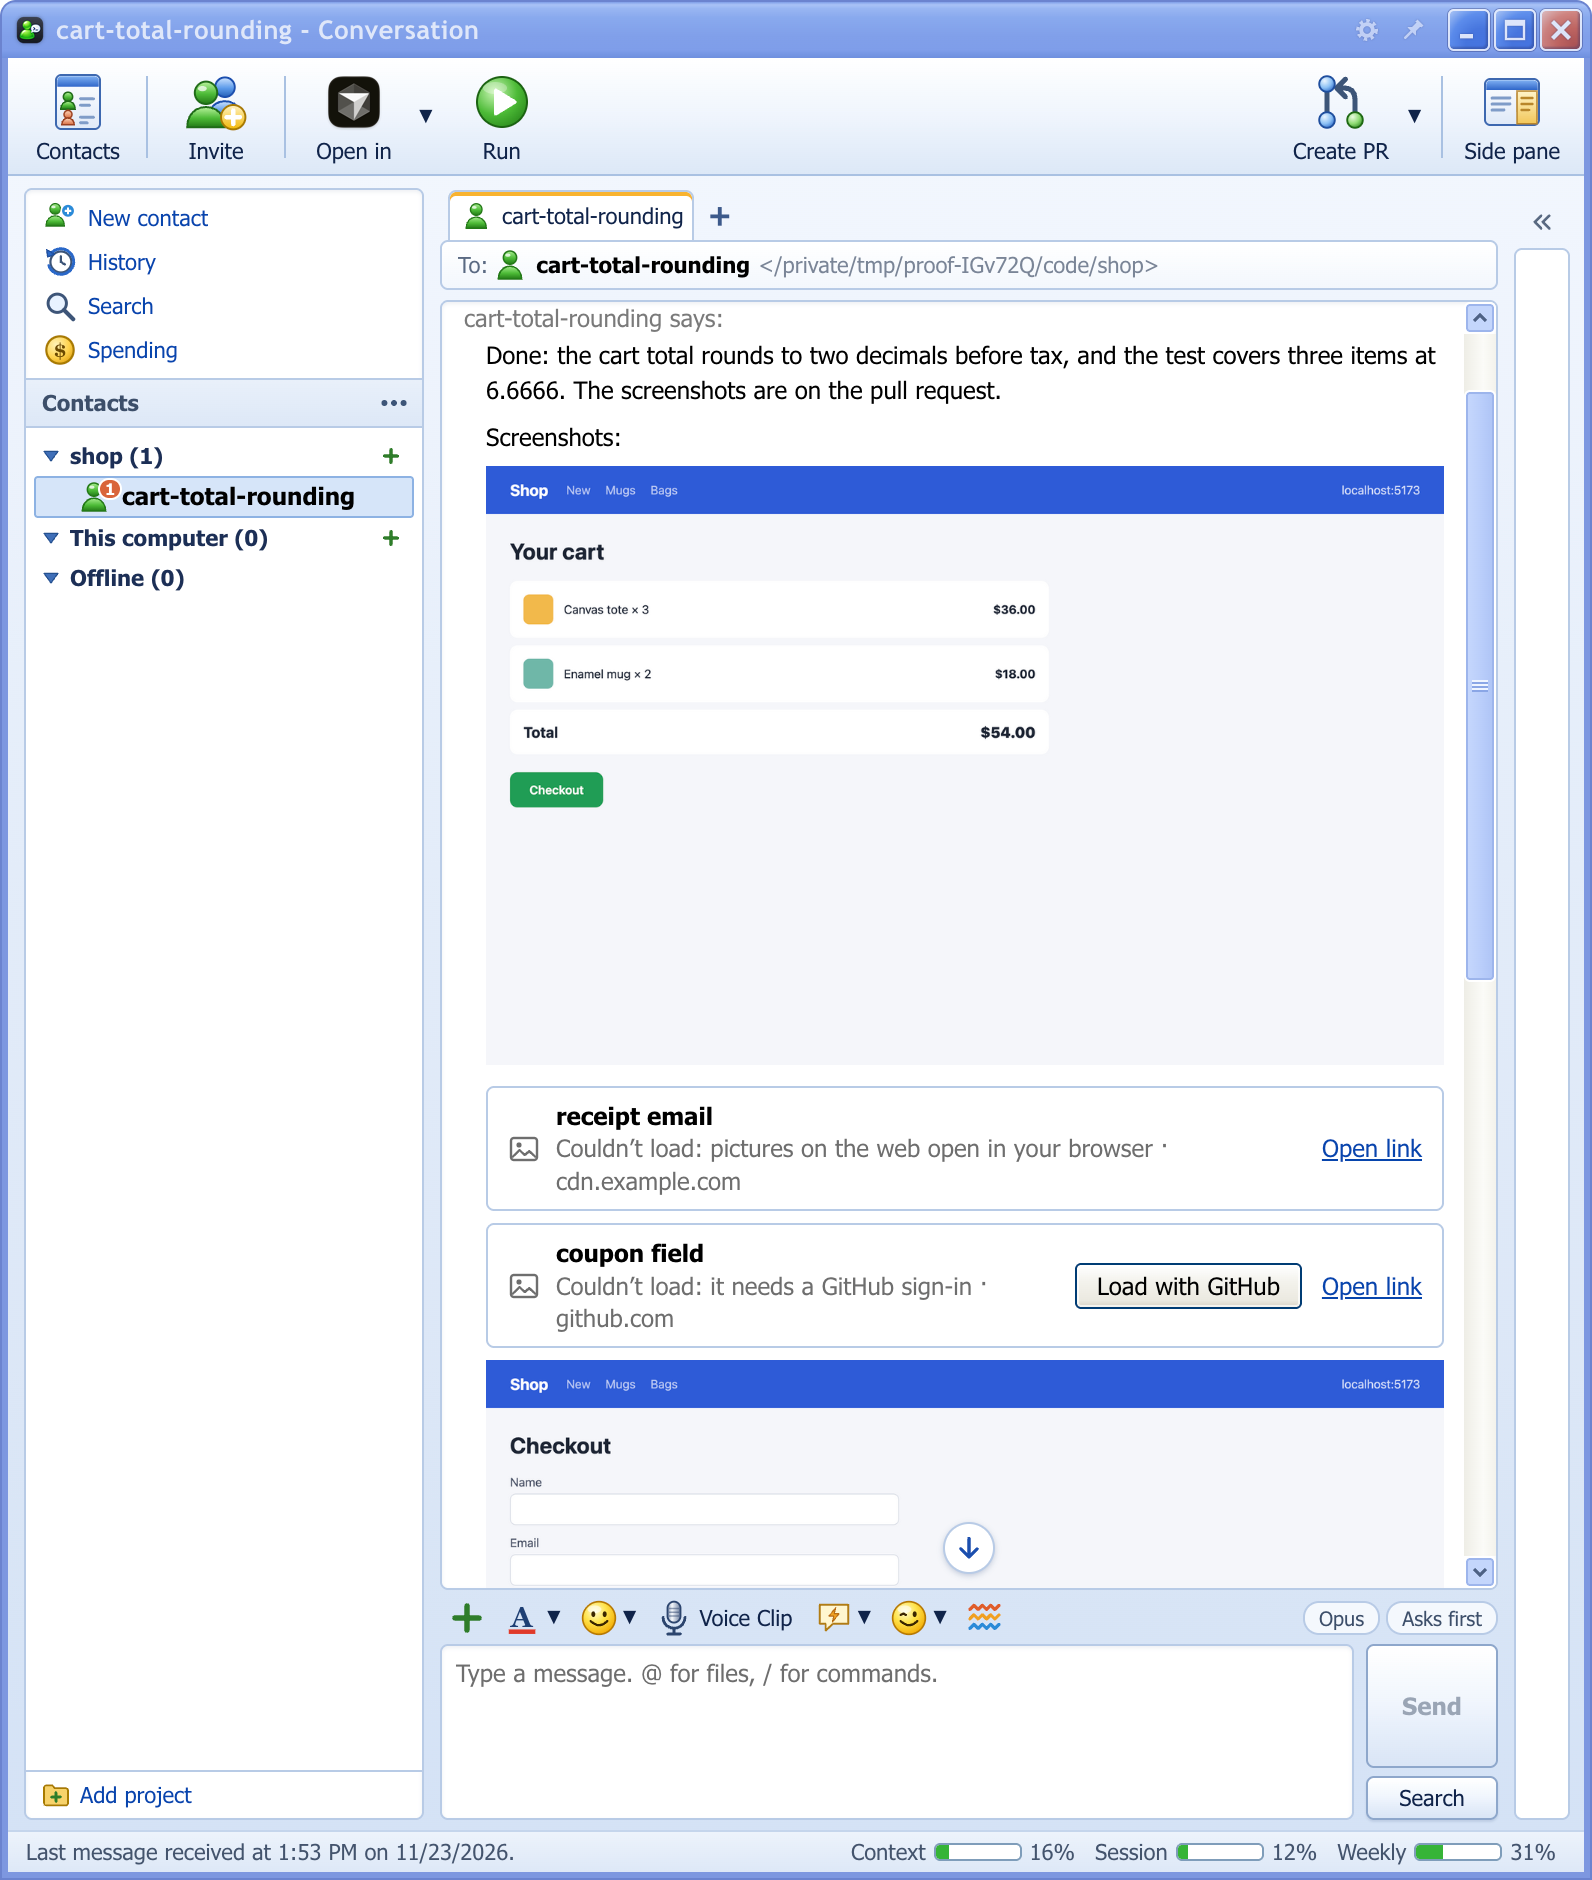 cart-total-rounding - Conversation
Contacts
Invite
Open in
Run
Create PR
Side pane
New contact
History
Search
Spending
Contacts
shop (1)
1
cart-total-rounding
This computer (0)
Offline (0)
Add project
cart-total-rounding
To: cart-total-rounding </private/tmp/proof-IGv72Q/code/shop>
cart-total-rounding says:
Done: the cart total rounds to two decimals before tax, and the test covers three items at
6.6666. The screenshots are on the pull request.
Screenshots:
Shop New Mugs Bags localhost:5173
Your cart
Canvas tote × 3 $36.00
Enamel mug × 2 $18.00
Total $54.00
Checkout
receipt email
Couldn’t load: pictures on the web open in your browser ·
cdn.example.com
Open link
coupon field
Couldn’t load: it needs a GitHub sign-in ·
github.com
Load with GitHub
Open link
Shop New Mugs Bags localhost:5173
Checkout
Name
Email
A
Voice Clip
Opus
Asks first
Type a message. @ for files, / for commands.
Send
Search
Last message received at 1:53 PM on 11/23/2026.
Context 16% Session 12% Weekly 31%